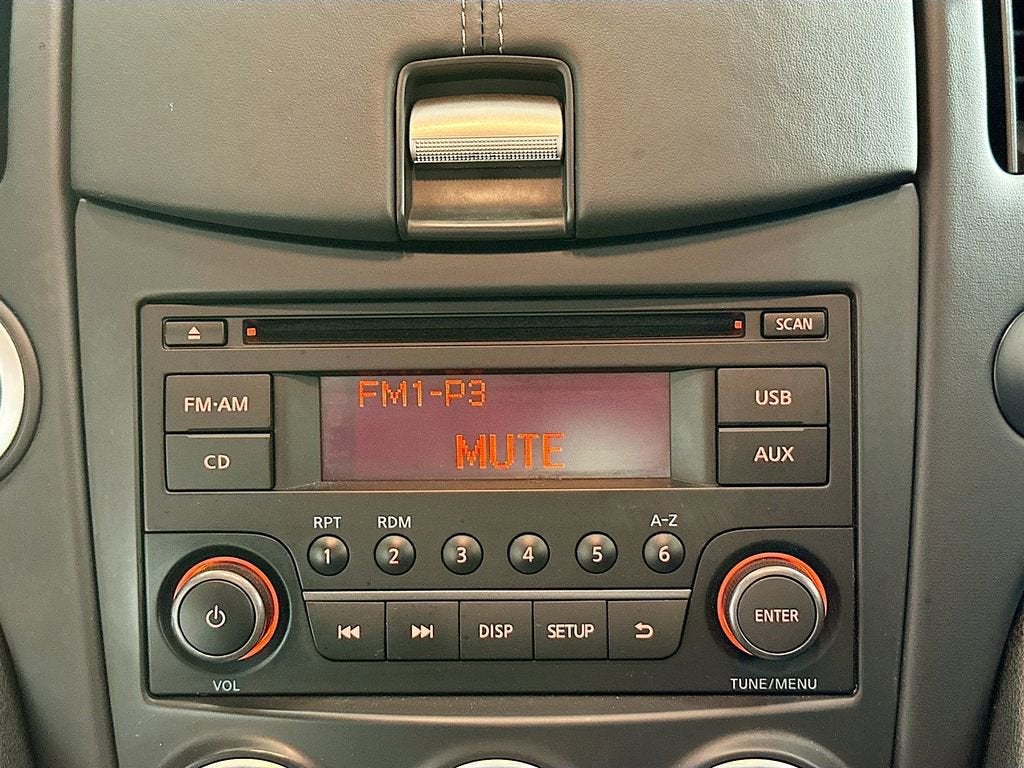 SCAN
FM·AM
CD
FM1-P3
MUTE
USB
AUX
RPT
RDM
A-Z
1
2
3
4
5
6
DISP
SETUP
ENTER
VOL
TUNE/MENU